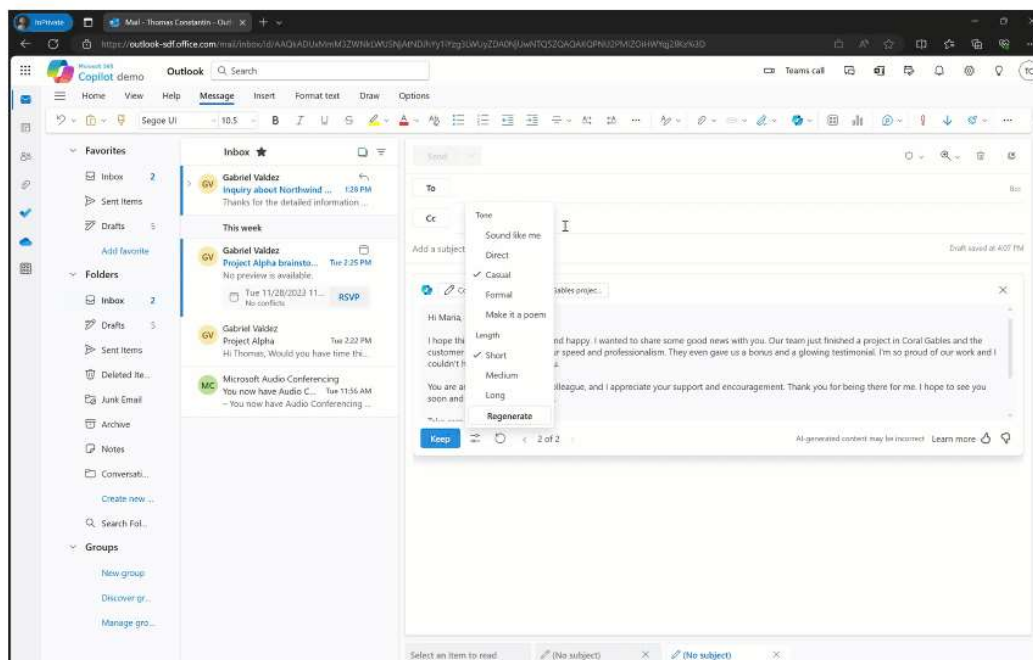 InPrivate
Mail - Thomas Constantin - Outl
Microsoft 365
Copilot demo
Outlook
Search
Teams call
TC
Home View Help Message Insert Format text Draw Options
Segoe UI
10.5
B I U S
Favorites
Inbox 2
Sent Items
Drafts 5
Add favorite
Folders
Inbox 2
Drafts 5
Sent Items
Deleted Ite...
Junk Email
Archive
Notes
Conversati...
Create new ...
Search Fol...
Groups
New group
Discover gr...
Manage gro...
Inbox
GV
Gabriel Valdez
Inquiry about Northwind ... 1:28 PM
Thanks for the detailed information ...
This week
GV
Gabriel Valdez
Project Alpha brainsto... Tue 2:25 PM
No preview is available.
Tue 11/28/2023 11...
No conflicts
RSVP
GV
Gabriel Valdez
Project Alpha Tue 2:22 PM
Hi Thomas, Would you have time thi...
MC
Microsoft Audio Conferencing
You now have Audio C... Tue 11:56 AM
– You now have Audio Conferencing ...
Send
To
Bcc
Cc
Add a subject
Draft saved at 4:07 PM
Tone
Sound like me
Direct
Casual
Formal
Make it a poem
Length
Short
Medium
Long
Regenerate
Gables projec...
Hi Maria,
I hope thi nd happy. I wanted to share some good news with you. Our team just finished a project in Coral Gables and the
customer r speed and professionalism. They even gave us a bonus and a glowing testimonial. I'm so proud of our work and I
couldn't
You are a lleague, and I appreciate your support and encouragement. Thank you for being there for me. I hope to see you
soon and
Keep
2 of 2
AI-generated content may be incorrect Learn more
Select an item to read
(No subject)
(No subject)